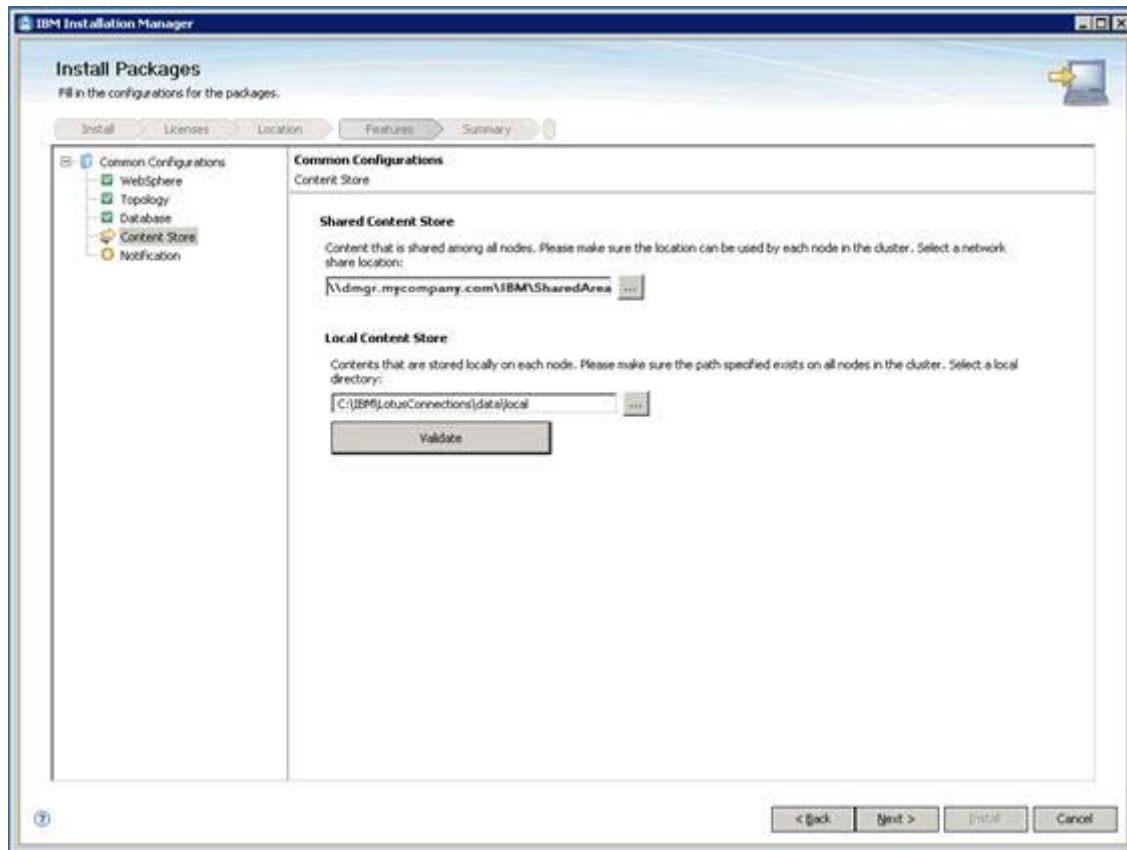 IBM Installation Manager
Install Packages
Fill in the configurations for the packages.
Install
Licenses
Location
Features
Summary
Common Configurations
WebSphere
Topology
Database
Content Store
Notification
Common Configurations
Content Store
Shared Content Store
Content that is shared among all nodes. Please make sure the location can be used by each node in the cluster. Select a network
share location:
\\dmgr.mycompany.com\IBM\SharedArea
...
Local Content Store
Contents that are stored locally on each node. Please make sure the path specified exists on all nodes in the cluster. Select a local
directory:
C:\IBM\LotusConnections\data\local
...
Validate
?
< Back
Next >
Install
Cancel